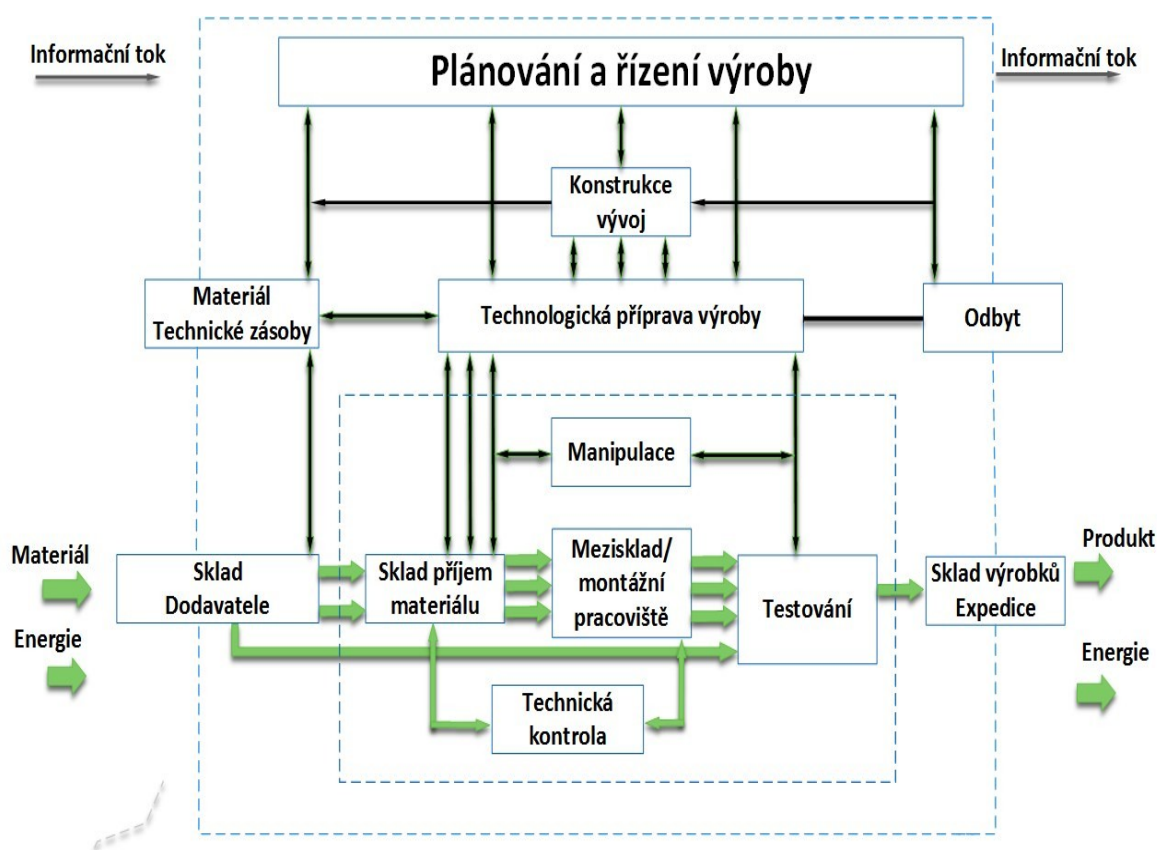 Informační tok
Plánování a řízení výroby
Informační tok
Konstrukce
vývoj
Materiál
Technické zásoby
Technologická příprava výroby
Odbyt
Manipulace
Materiál
Energie
Sklad
Dodavatele
Sklad příjem
materiálu
Mezisklad/
montážní
pracoviště
Testování
Sklad výrobků
Expedice
Produkt
Energie
Technická
kontrola